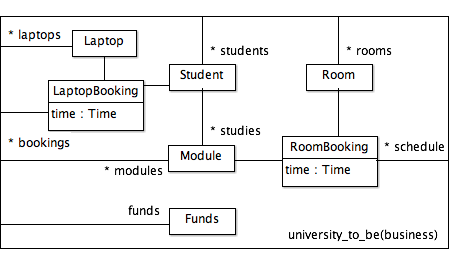 * laptops
Laptop
* students
* rooms
LaptopBooking
time : Time
Student
Room
* bookings
* studies
Module
RoomBooking
time : Time
* schedule
* modules
funds
Funds
university_to_be(business)